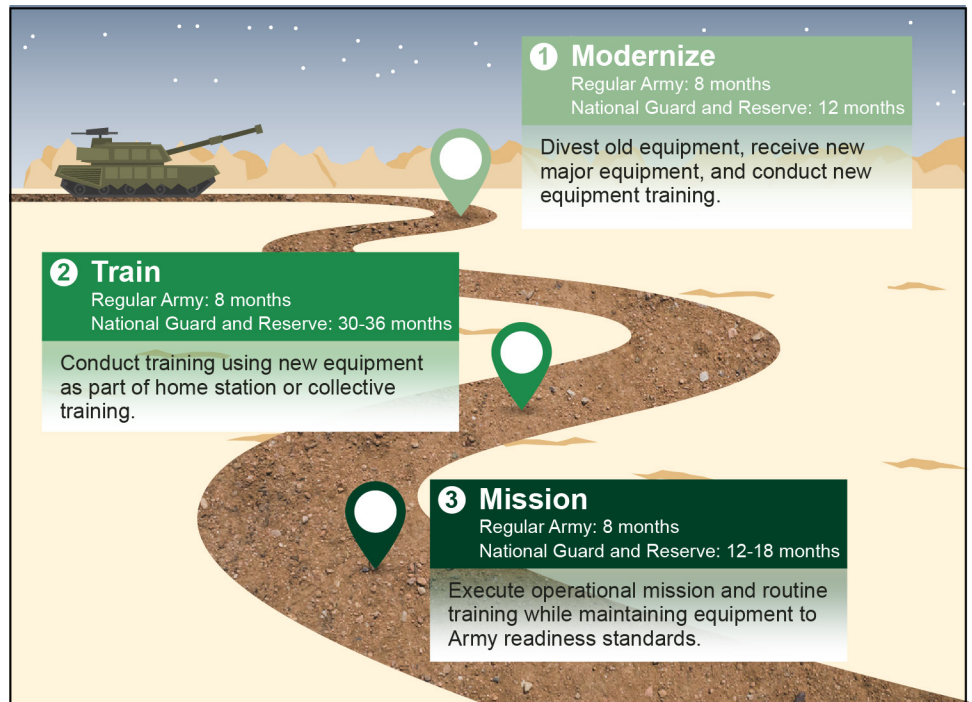 1 Modernize
Regular Army: 8 months
National Guard and Reserve: 12 months
Divest old equipment, receive new
major equipment, and conduct new
equipment training.
2 Train
Regular Army: 8 months
National Guard and Reserve: 30-36 months
Conduct training using new equipment
as part of home station or collective
training.
3 Mission
Regular Army: 8 months
National Guard and Reserve: 12-18 months
Execute operational mission and routine
training while maintaining equipment to
Army readiness standards.